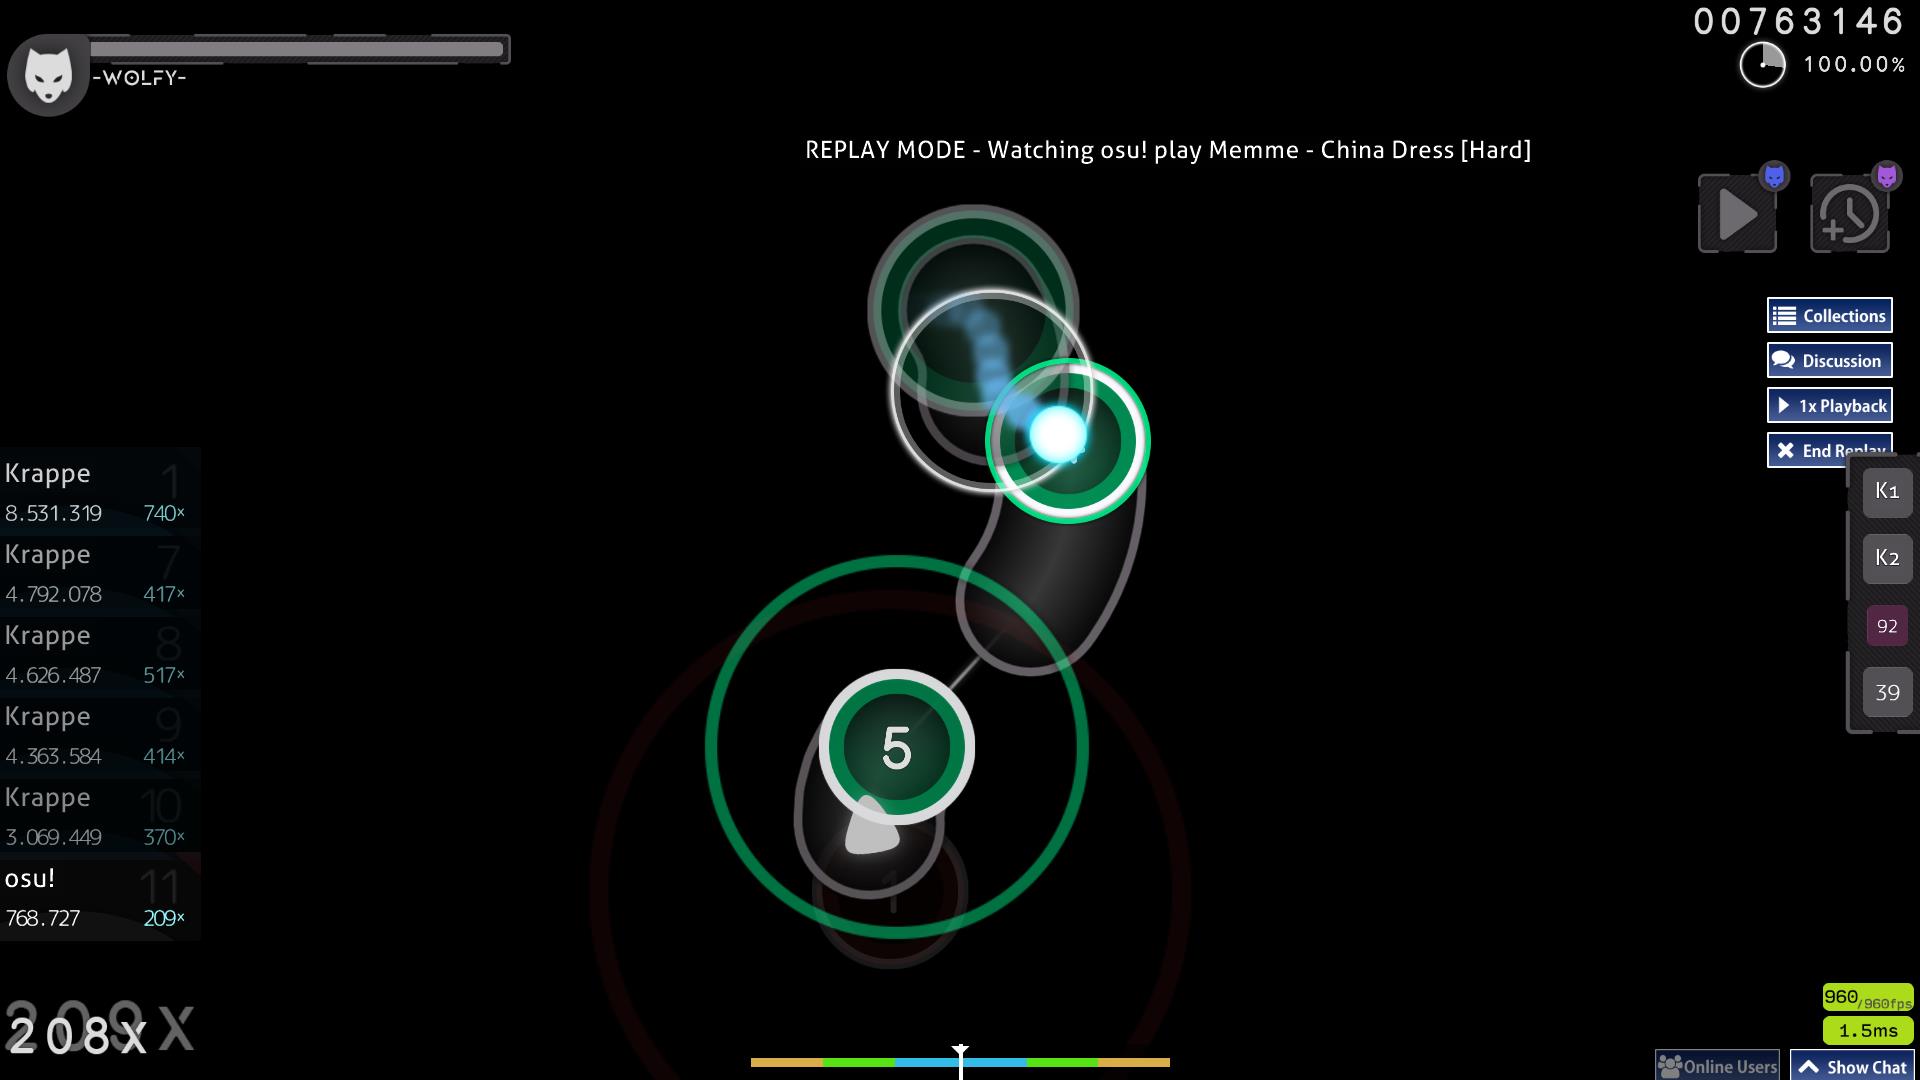 00763146
100.00%
-WOLFY-
REPLAY MODE - Watching osu! play Memme - China Dress [Hard]
Collections
Discussion
1x Playback
End Replay
K1
K2
92
39
Krappe 1
8.531.319 740x
Krappe 7
4.792.078 417x
Krappe 8
4.626.487 517x
Krappe 9
4.363.584 414x
Krappe 10
3.069.449 370x
osu! 11
768.727 209x
5
1
209x
208x
960/960fps
1.5ms
Online Users
Show Chat